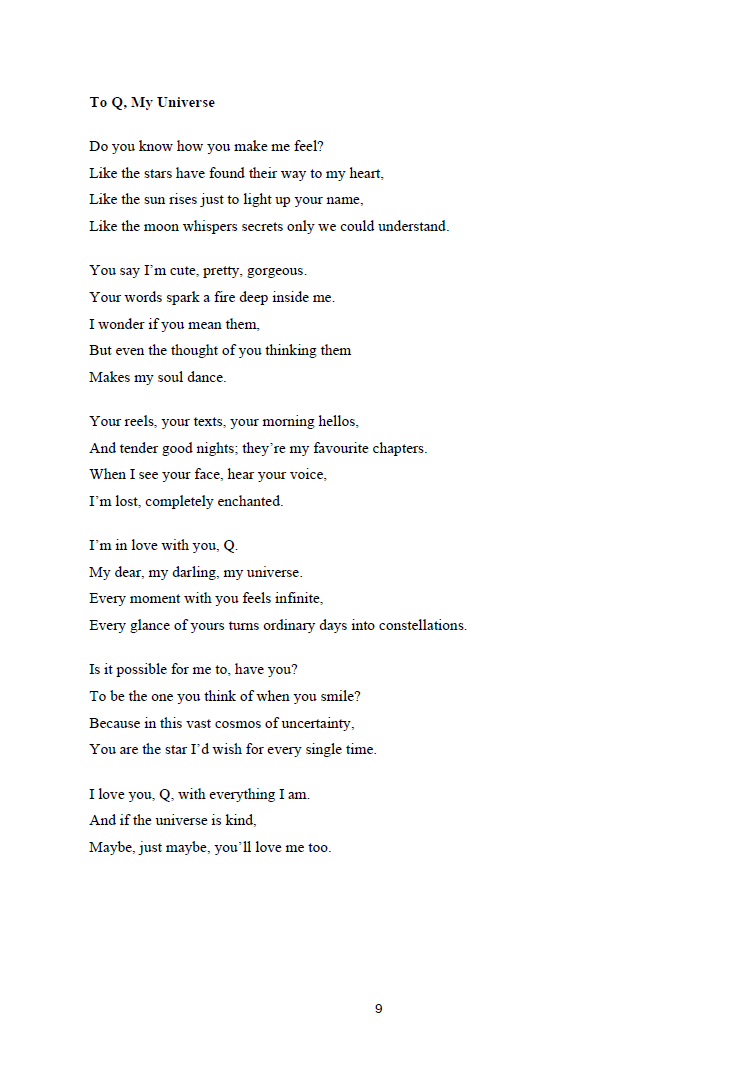 To Q, My Universe
Do you know how you make me feel?
Like the stars have found their way to my heart,
Like the sun rises just to light up your name,
Like the moon whispers secrets only we could understand.
You say I’m cute, pretty, gorgeous.
Your words spark a fire deep inside me.
I wonder if you mean them,
But even the thought of you thinking them
Makes my soul dance.
Your reels, your texts, your morning hellos,
And tender good nights; they’re my favourite chapters.
When I see your face, hear your voice,
I’m lost, completely enchanted.
I’m in love with you, Q.
My dear, my darling, my universe.
Every moment with you feels infinite,
Every glance of yours turns ordinary days into constellations.
Is it possible for me to, have you?
To be the one you think of when you smile?
Because in this vast cosmos of uncertainty,
You are the star I’d wish for every single time.
I love you, Q, with everything I am.
And if the universe is kind,
Maybe, just maybe, you’ll love me too.
9